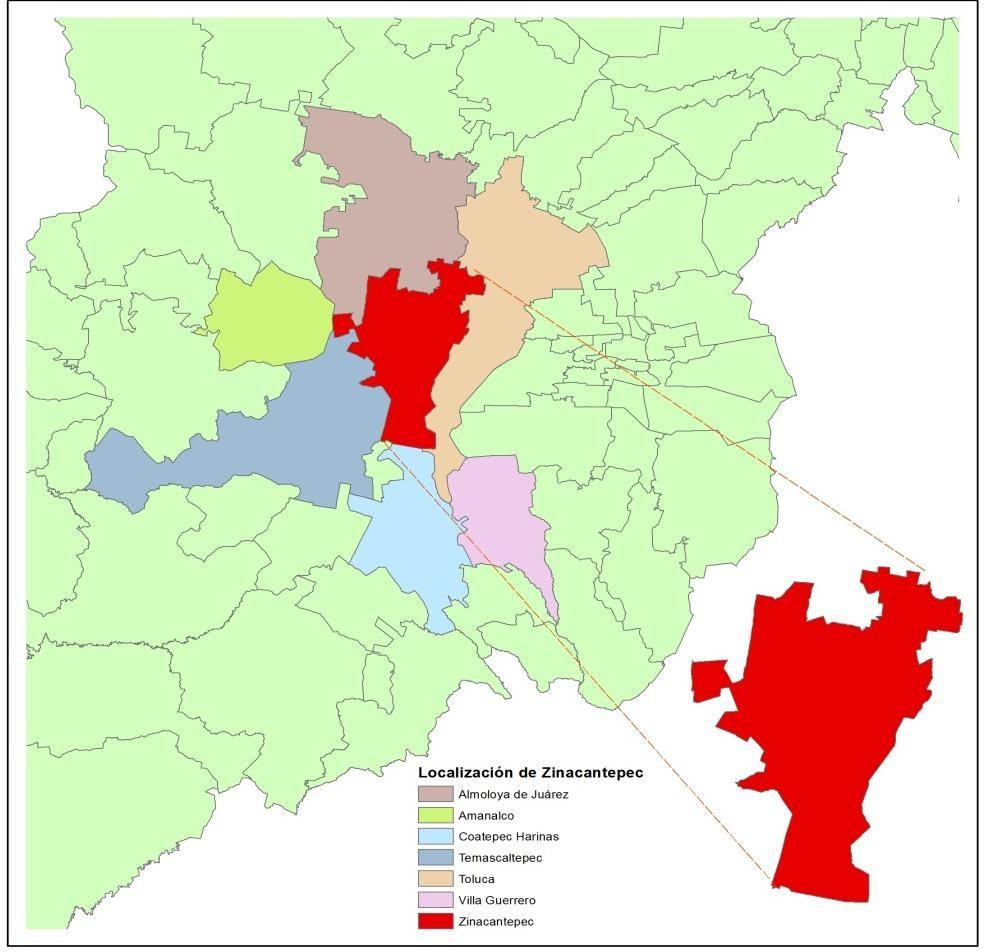 Localización de Zinacantepec
Almoloya de Juárez
Amanalco
Coatepec Harinas
Temascaltepec
Toluca
Villa Guerrero
Zinacantepec